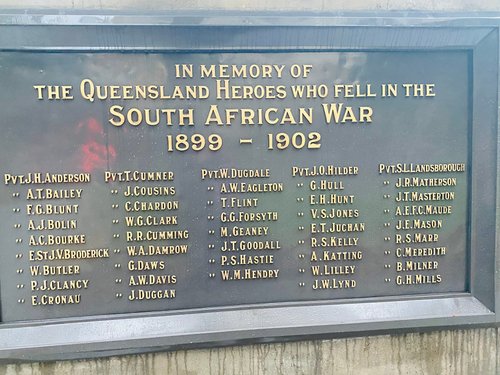 IN MEMORY OF
THE QUEENSLAND HEROES WHO FELL IN THE
SOUTH AFRICAN WAR
1899 - 1902
PVT. J.H. ANDERSON
" A.T. BAILEY
" F.G. BLUNT
" A.J. BOLIN
" A.C. BOURKE
" E.ST J.V. BRODERICK
" W. BUTLER
" P.J. CLANCY
" E. CRONAU
PVT. T. CUMNER
" J. COUSINS
" C. CHARDON
" W.G. CLARK
" R.R. CUMMING
" W.A. DAMROW
" G. DAWS
" A.W. DAVIS
" J. DUGGAN
PVT. W. DUGDALE
" A.W. EAGLETON
" T. FLINT
" G.G. FORSYTH
" M. GEANEY
" J.T. GOODALL
" P.S. HASTIE
" W.M. HENDRY
PVT. J.O. HILDER
" G. HULL
" E.H. HUNT
" V.S. JONES
" E.T. JUCHAN
" R.S. KELLY
" A. KATTING
" W. LILLEY
" J.W. LYND
PVT. S.L. LANDSBOROUGH
" J.R. MATHERSON
" J.T. MASTERTON
" A.E.F.C. MAUDE
" J.E. MASON
" R.S. MARR
" C. MEREDITH
" B. MILNER
" G.H. MILLS